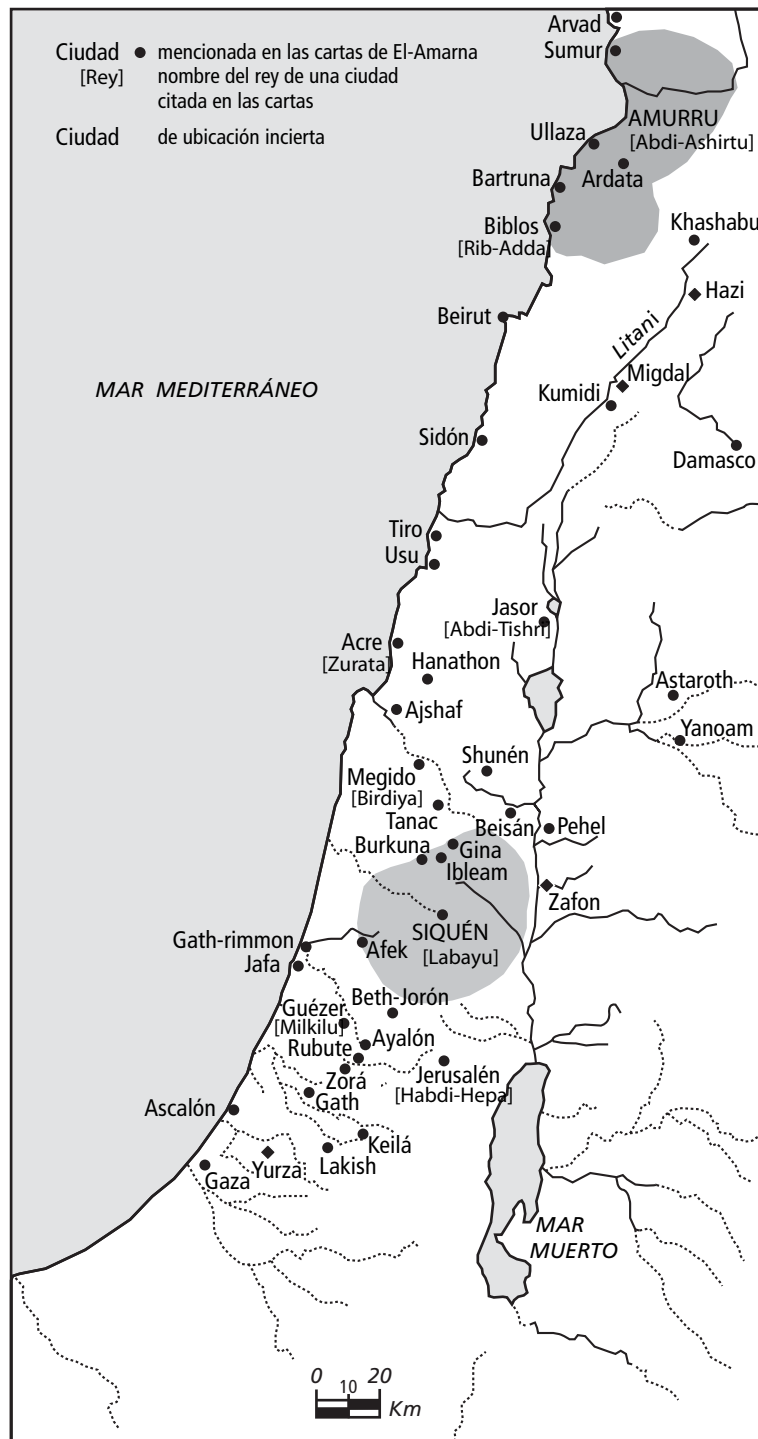 Ciudad ● mencionada en las cartas de El-Amarna
[Rey] nombre del rey de una ciudad
citada en las cartas
Ciudad de ubicación incierta
Arvad
Sumur
AMURRU
[Abdi-Ashirtu]
Ullaza
Ardata
Bartruna
Biblos
[Rib-Adda]
Khashabu
Hazi
Beirut
Litani
Migdal
MAR MEDITERRÁNEO
Kumidi
Sidón
Damasco
Tiro
Usu
Jasor
[Abdi-Tishri]
Acre
[Zurata]
Hanathon
Astaroth
Ajshaf
Yanoam
Shunén
Megido
[Birdiya]
Tanac
Beisán
Pehel
Burkuna
Gina
Ibleam
Zafon
SIQUÉN
[Labayu]
Gath-rimmon
Afek
Jafa
Beth-Jorón
Guézer
[Milkilu]
Ayalón
Rubute
Zorá
Jerusalén
[Habdi-Hepa]
Gath
Ascalón
Keilá
Lakish
Yurza
Gaza
MAR
MUERTO
0 10 20
Km